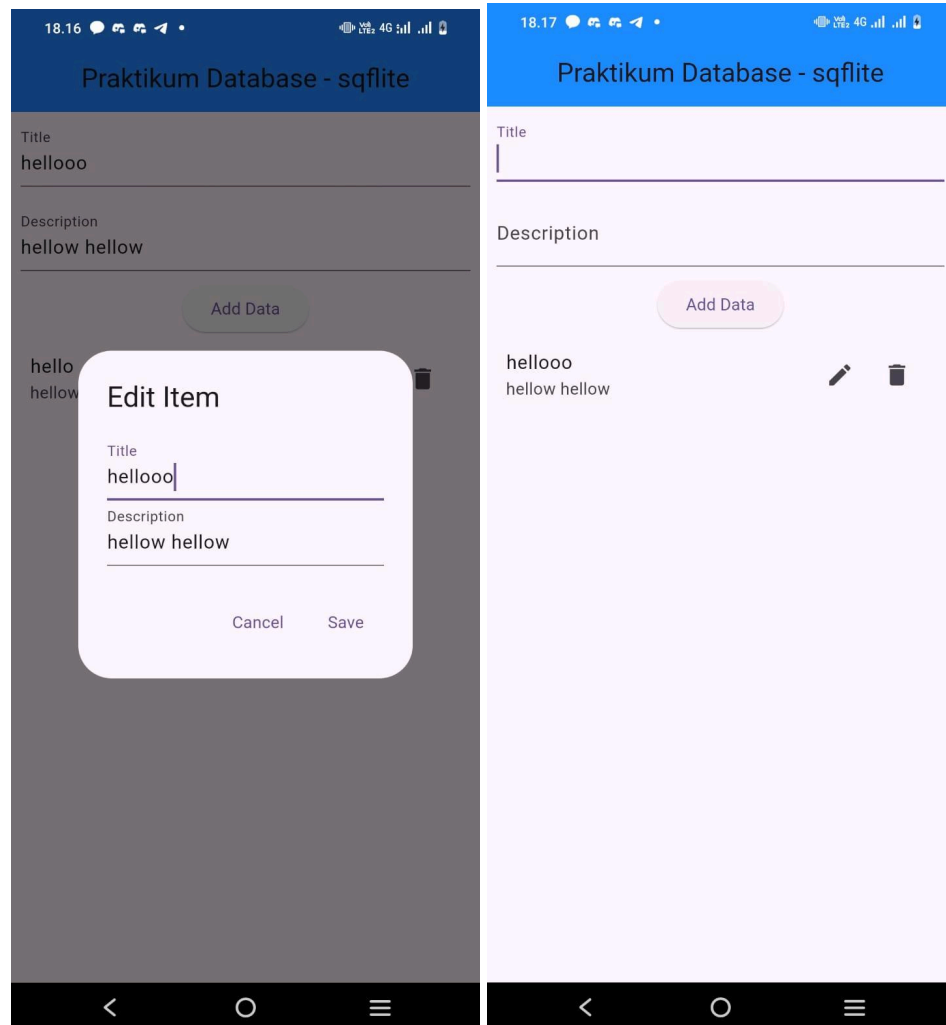 18.16
4G
Praktikum Database - sqflite
Title
hellooo
Description
hellow hellow
Add Data
hello
hellow
Edit Item
Title
hellooo
Description
hellow hellow
Cancel Save
18.17
4G
Praktikum Database - sqflite
Title
Description
Add Data
hellooo
hellow hellow